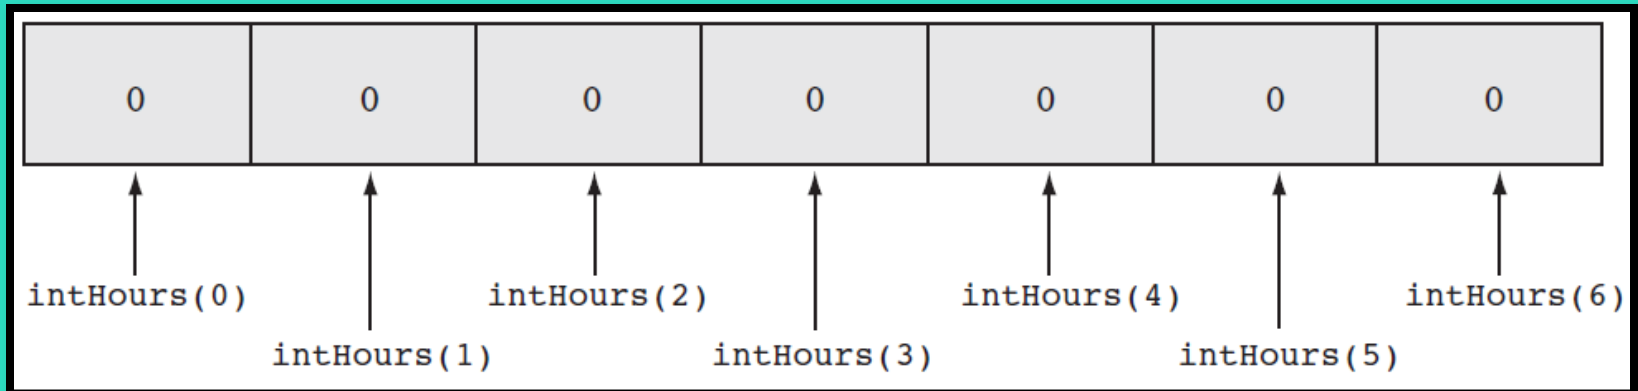 0 0 0 0 0 0 0
intHours(0) intHours(2) intHours(4) intHours(6)
intHours(1) intHours(3) intHours(5)